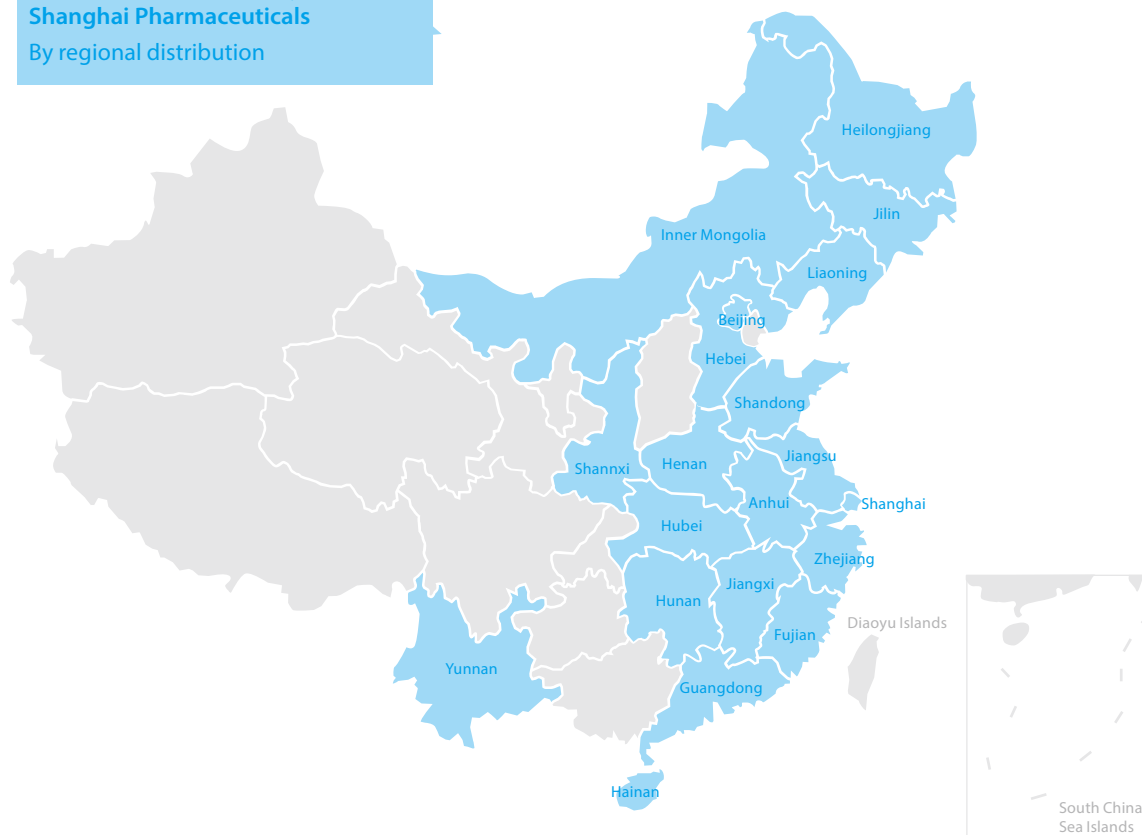 Shanghai Pharmaceuticals
By regional distribution
Heilongjiang
Jilin
Inner Mongolia
Liaoning
Beijing
Hebei
Shandong
Jiangsu
Henan
Shannxi
Anhui
Shanghai
Hubei
Zhejiang
Jiangxi
Hunan
Diaoyu Islands
Fujian
Yunnan
Guangdong
Hainan
South China
Sea Islands